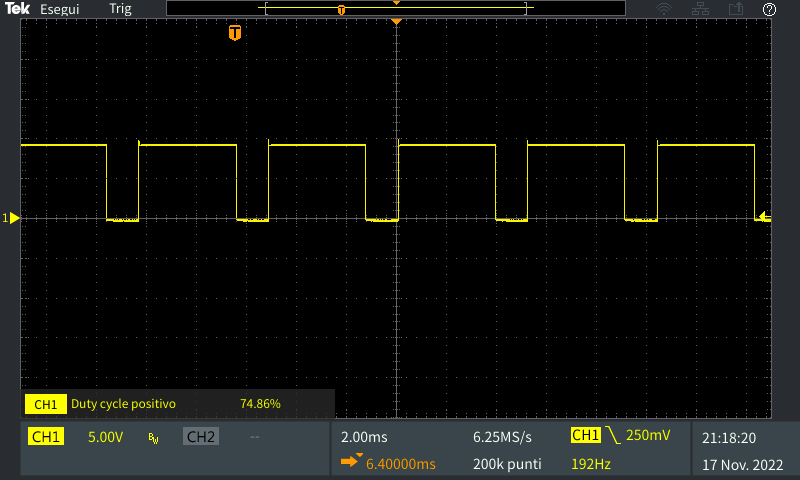 Tek Esegui Trig T ?
T
1
CH1 Duty cycle positivo 74.86%
CH1 5.00V BW CH2 -- 2.00ms 6.25MS/s CH1 250mV 21:18:20
6.40000ms 200k punti 192Hz 17 Nov. 2022